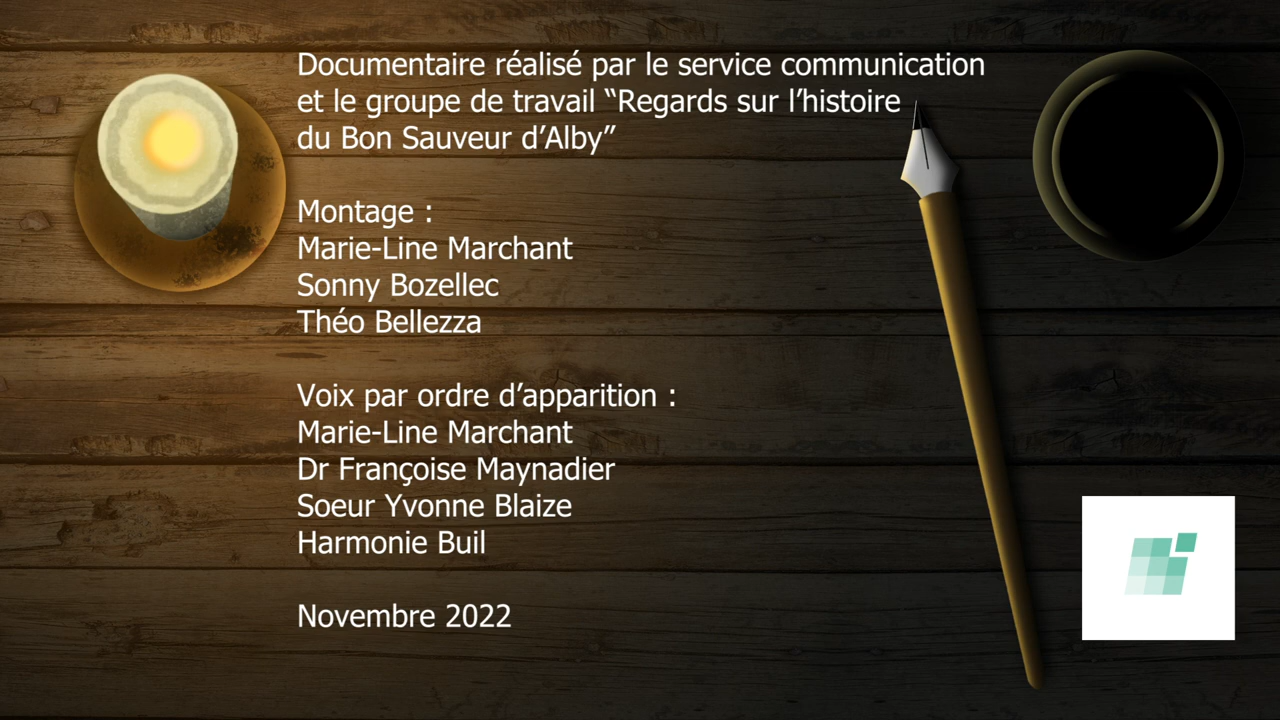 Documentaire réalisé par le service communication
et le groupe de travail “Regards sur l’histoire
du Bon Sauveur d’Alby”
Montage :
Marie-Line Marchant
Sonny Bozellec
Théo Bellezza
Voix par ordre d’apparition :
Marie-Line Marchant
Dr Françoise Maynadier
Soeur Yvonne Blaize
Harmonie Buil
Novembre 2022